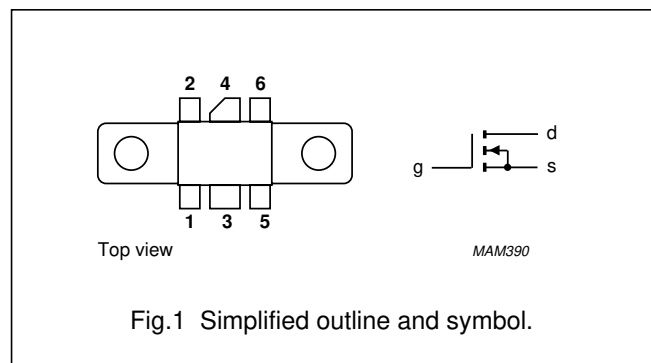 2 4 6
g d
s
1 3 5
Top view MAM390
Fig.1 Simplified outline and symbol.